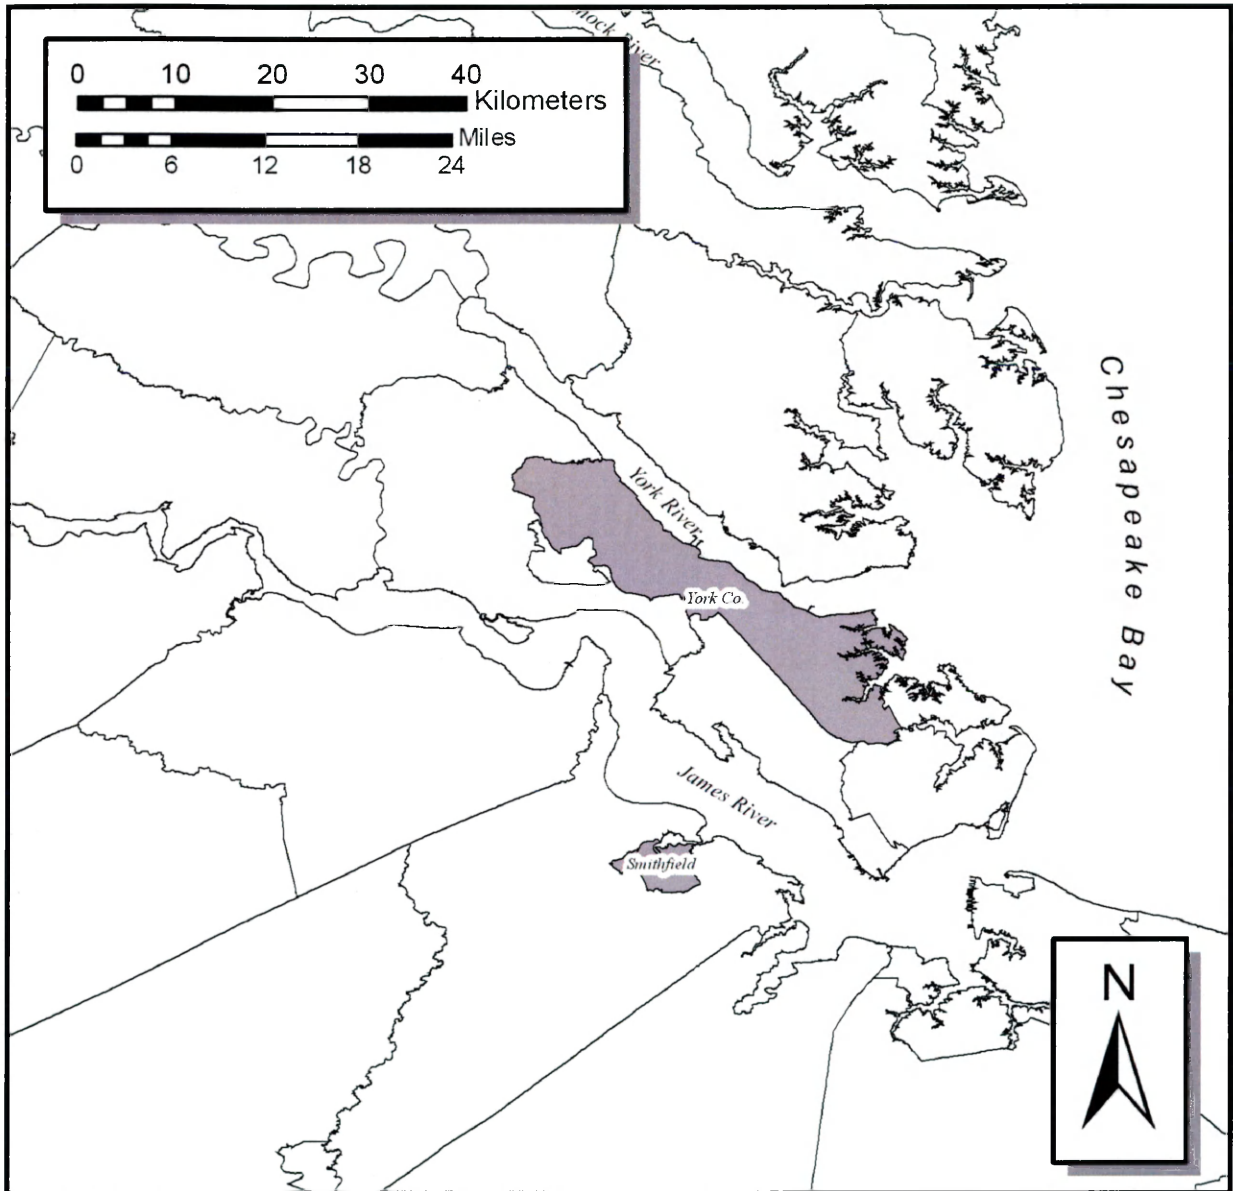 0 10 20 30 40
Kilometers
Miles
0 6 12 18 24
River
Chesapeake Bay
York River
York Co.
James River
Smithfield
N